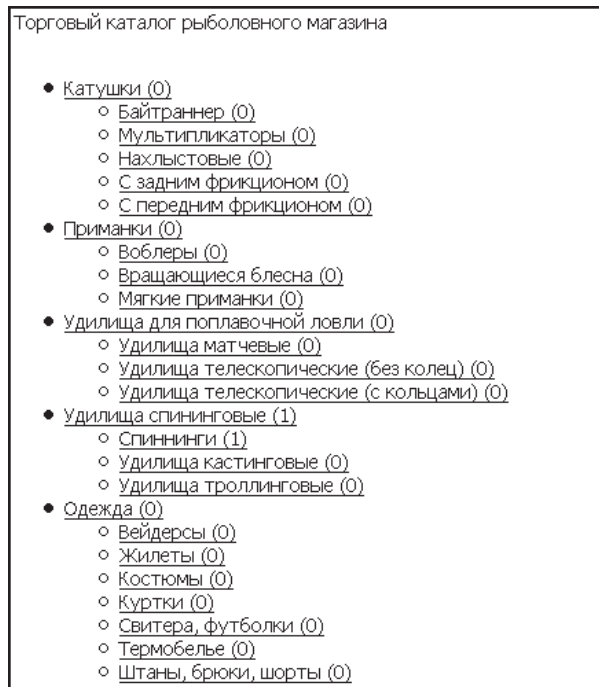 Торговый каталог рыболовного магазина
Катушки (0)
Байтраннер (0)
Мультипликаторы (0)
Нахлыстовые (0)
С задним фрикционом (0)
С передним фрикционом (0)
Приманки (0)
Воблеры (0)
Вращающиеся блесна (0)
Мягкие приманки (0)
Удилища для поплавочной ловли (0)
Удилища матчевые (0)
Удилища телескопические (без колец) (0)
Удилища телескопические (с кольцами) (0)
Удилища спининговые (1)
Спиннинги (1)
Удилища кастинговые (0)
Удилища троллинговые (0)
Одежда (0)
Вейдерсы (0)
Жилеты (0)
Костюмы (0)
Куртки (0)
Свитера, футболки (0)
Термобелье (0)
Штаны, брюки, шорты (0)